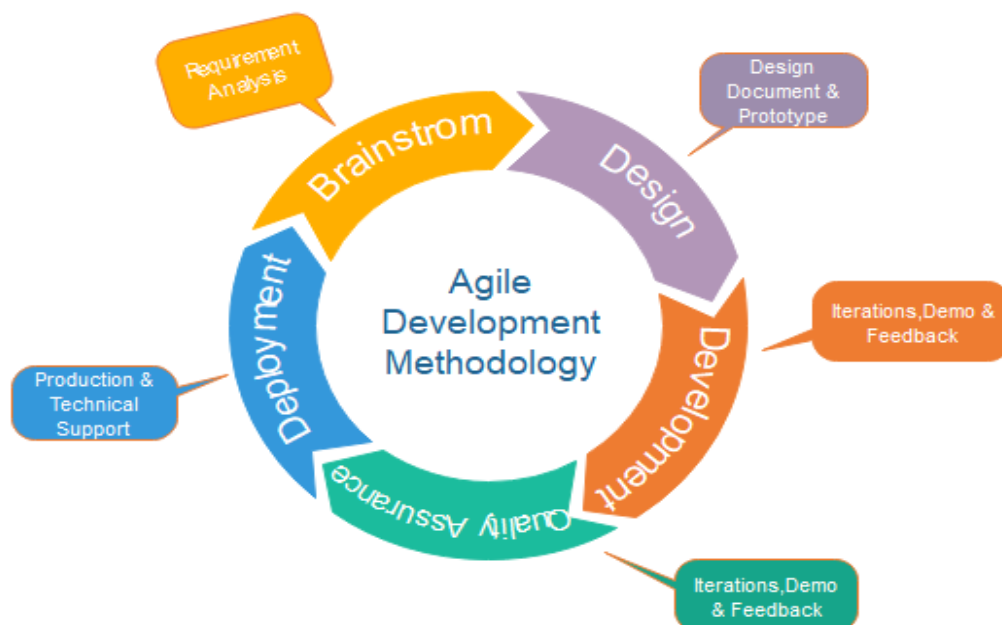 Requirement
Analysis
Brainstrom
Design
Document &
Prototype
Design
Agile
Development
Methodology
Iterations,Demo &
Feedback
Development
Deployment
Production &
Technical
Support
Quality Assurance
Iterations,Demo
& Feedback